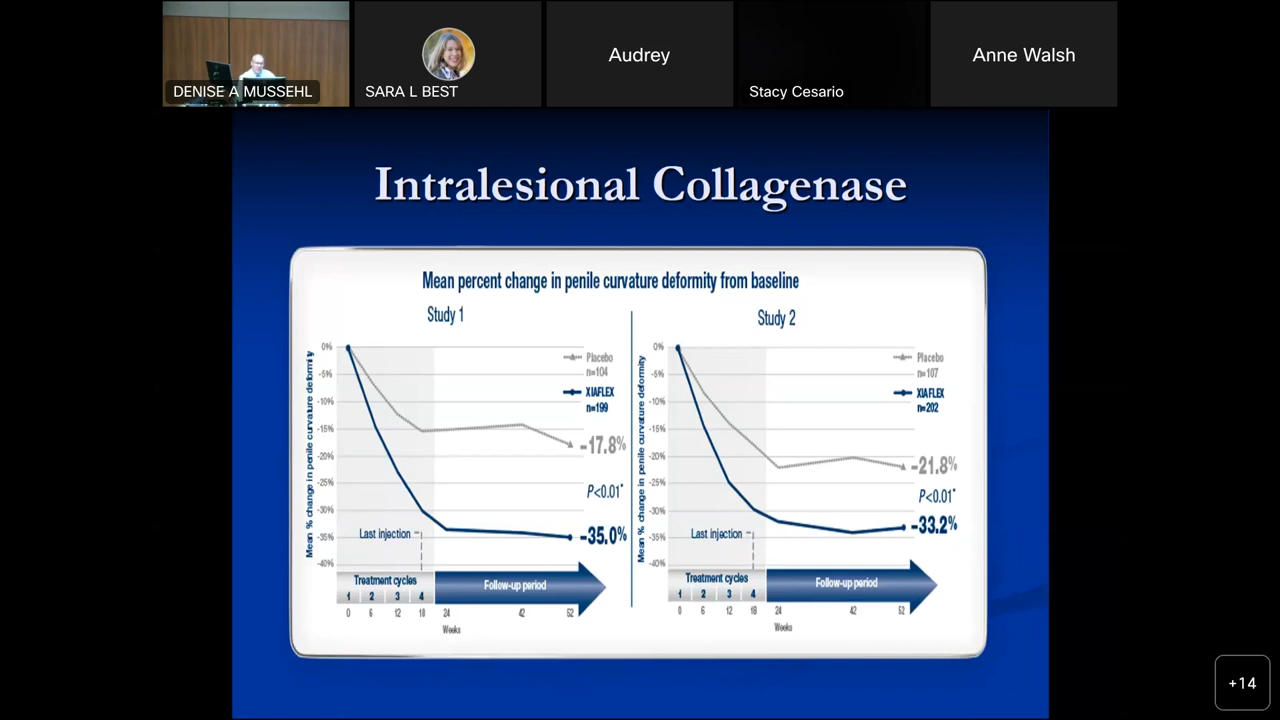 DENISE A MUSSEHL
SARA L BEST
Audrey
Stacy Cesario
Anne Walsh
Intralesional Collagenase
Mean percent change in penile curvature deformity from baseline
Study 1
Mean % change in penile curvature deformity
0%
-5%
-10%
-15%
-20%
-25%
-30%
-35%
-40%
Placebo
n=104
XIAFLEX
n=199
-17.8%
P<0.01*
-35.0%
Last injection
Treatment cycles
1 2 3 4
Follow-up period
0 6 12 18 24 42 52
Weeks
Study 2
Mean % change in penile curvature deformity
0%
-5%
-10%
-15%
-20%
-25%
-30%
-35%
-40%
Placebo
n=107
XIAFLEX
n=202
-21.8%
P<0.01*
-33.2%
Last injection
Treatment cycles
1 2 3 4
Follow-up period
0 6 12 18 24 42 52
Weeks
+14